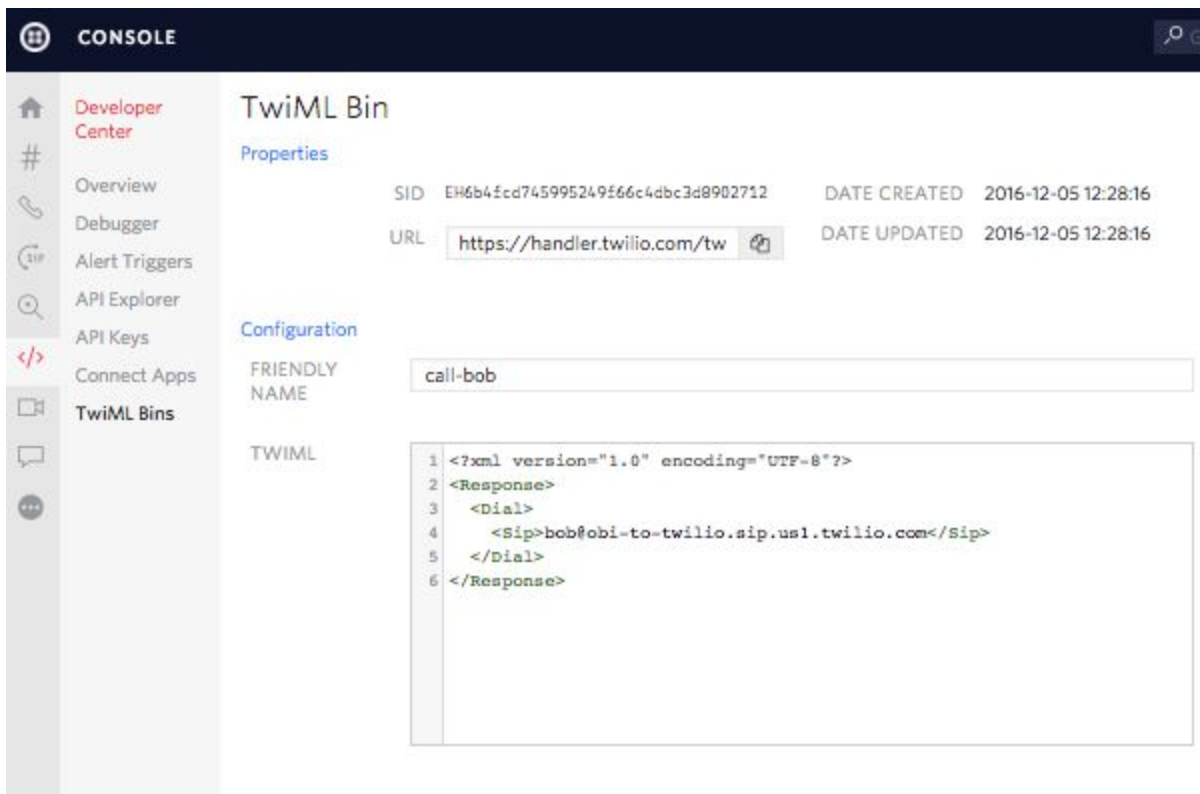 CONSOLE
Developer
Center
Overview
Debugger
Alert Triggers
API Explorer
API Keys
Connect Apps
TwiML Bins
TwiML Bin
Properties
SID EH6b4fcd745995249f66c4dbc3d8902712 DATE CREATED 2016-12-05 12:28:16
URL https://handler.twilio.com/tw DATE UPDATED 2016-12-05 12:28:16
Configuration
FRIENDLY
NAME
call-bob
TWIML
1 <?xml version="1.0" encoding="UTF-8"?>
2 <Response>
3 <Dial>
4 <Sip>bob@obi-to-twilio.sip.us1.twilio.com</Sip>
5 </Dial>
6 </Response>